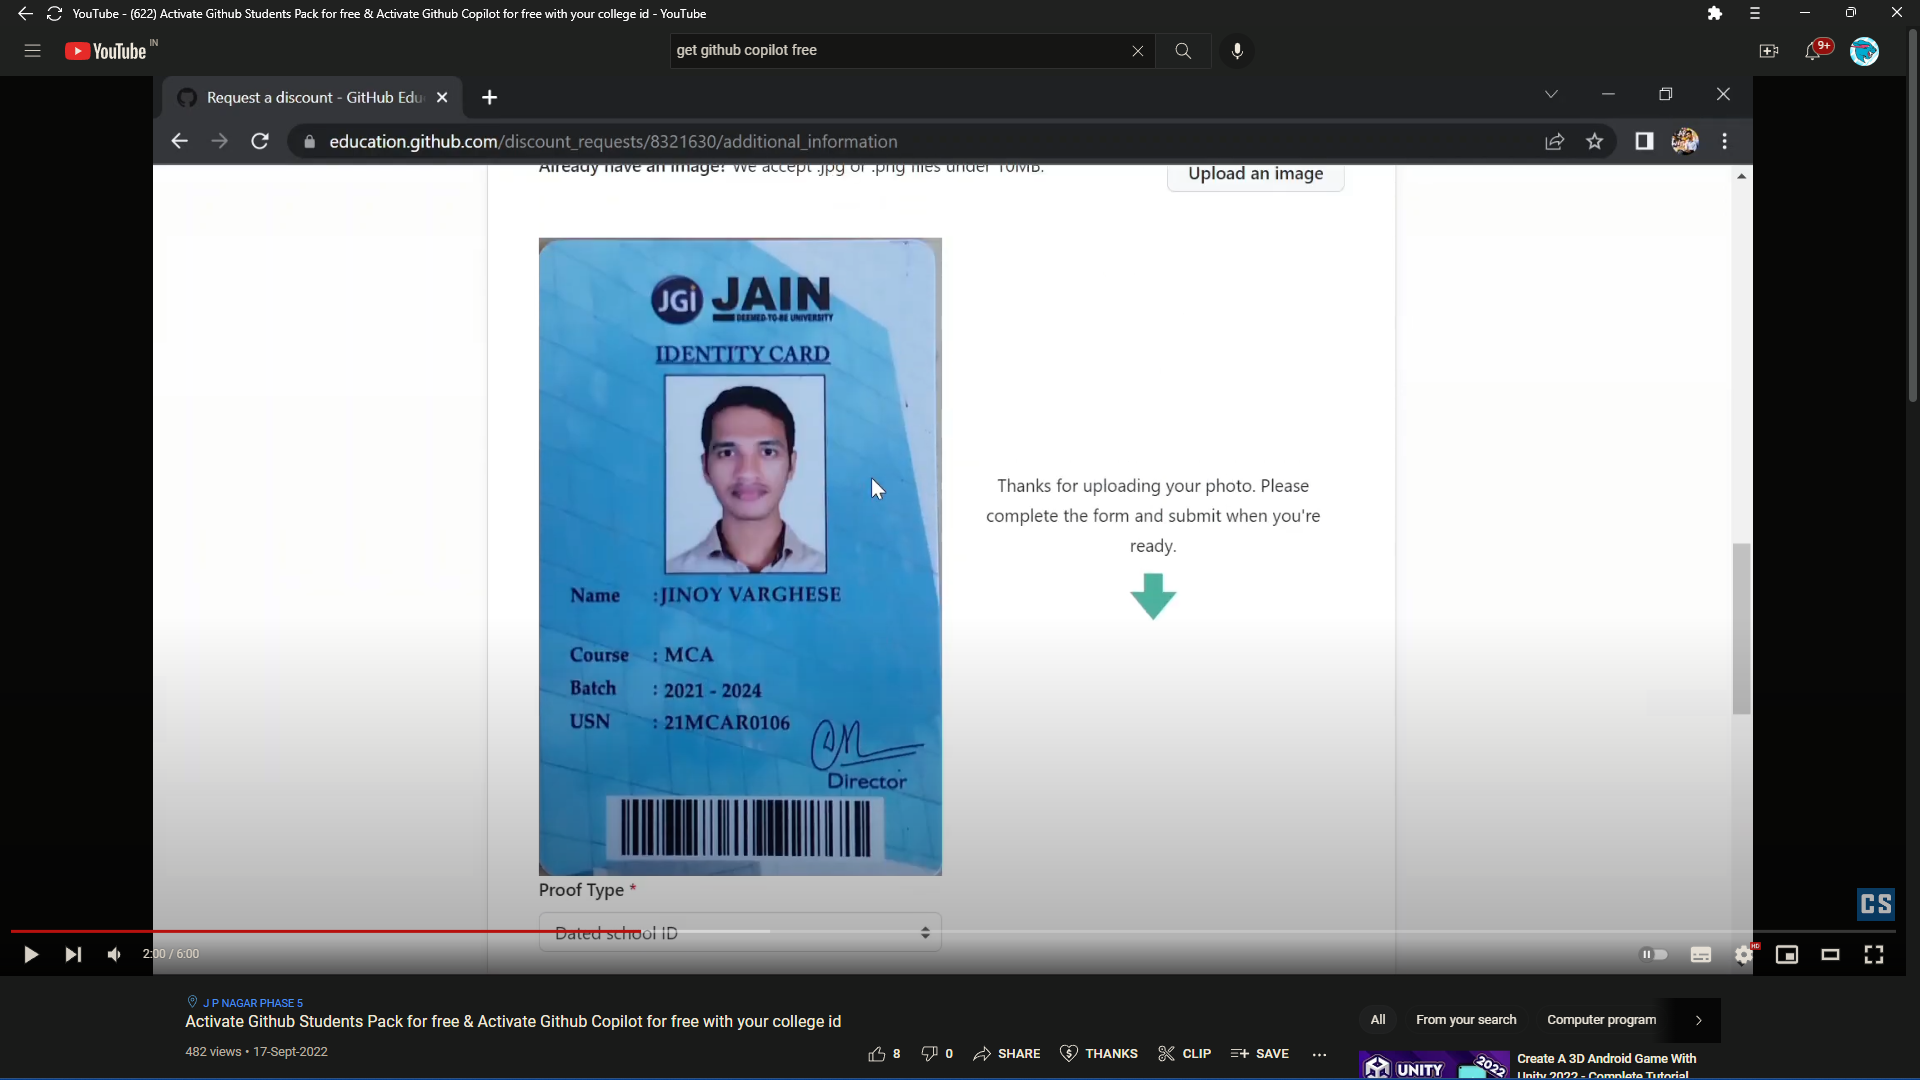 YouTube - (622) Activate Github Students Pack for free & Activate Github Copilot for free with your college id - YouTube
YouTube IN
get github copilot free
9+
Request a discount - GitHub Edu
education.github.com/discount_requests/8321630/additional_information
Already have an image? We accept .jpg or .png files under 10MB.
Upload an image
JGi JAIN
DEEMED-TO-BE UNIVERSITY
IDENTITY CARD
Name : JINOY VARGHESE
Course : MCA
Batch : 2021 - 2024
USN : 21MCAR0106
Director
Thanks for uploading your photo. Please
complete the form and submit when you're
ready.
Proof Type *
Dated school ID
CS
2:00 / 6:00
HD
J P NAGAR PHASE 5
Activate Github Students Pack for free & Activate Github Copilot for free with your college id
482 views • 17-Sept-2022
8
0
SHARE
THANKS
CLIP
SAVE
All
From your search
Computer program
UNITY
2022
Create A 3D Android Game With
Unity 2022 - Complete Tutorial